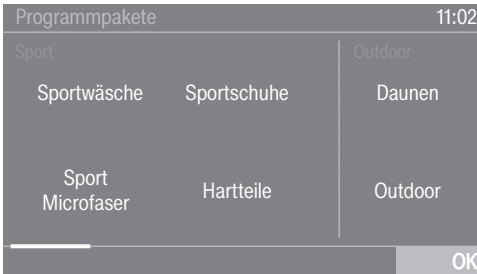 Programmpakete 11:02
Sport Outdoor
Sportwäsche Sportschuhe Daunen
Sport
Microfaser
Hartteile Outdoor
OK